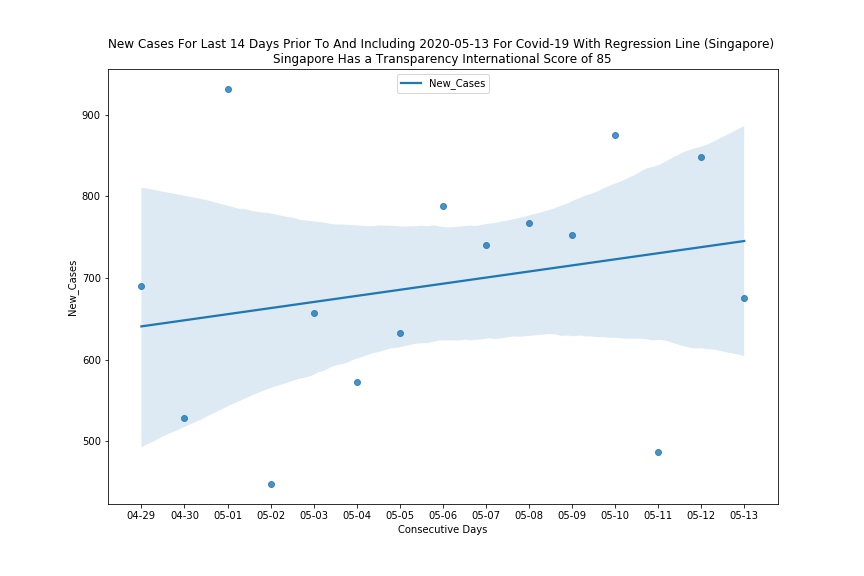 New Cases For Last 14 Days Prior To And Including 2020-05-13 For Covid-19 With Regression Line (Singapore)
Singapore Has a Transparency International Score of 85
New_Cases
900
800
700
600
500
New_Cases
04-29 04-30 05-01 05-02 05-03 05-04 05-05 05-06 05-07 05-08 05-09 05-10 05-11 05-12 05-13
Consecutive Days